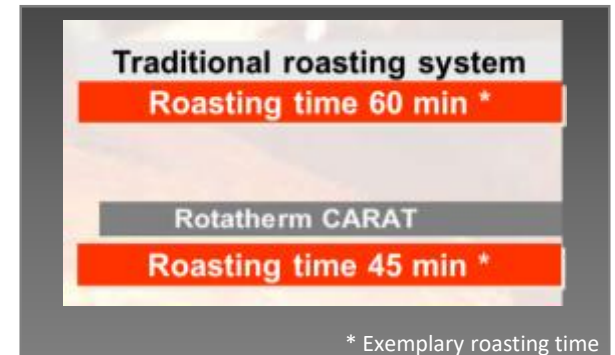 Traditional roasting system
Roasting time 60 min *
Rotatherm CARAT
Roasting time 45 min *
* Exemplary roasting time